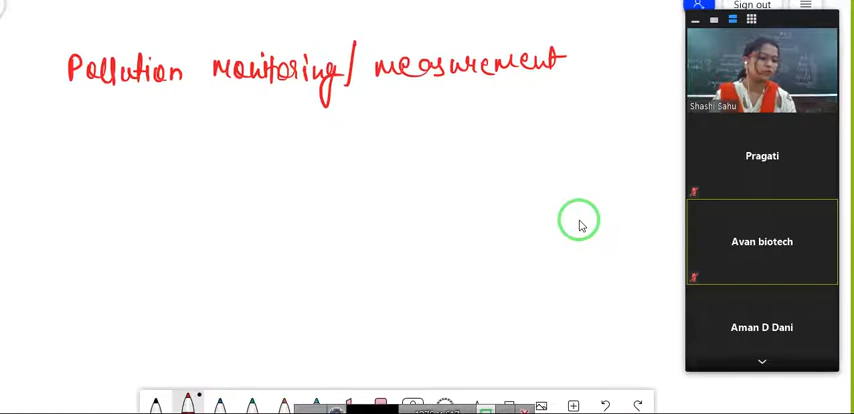 Sign out
Pollution monitoring/ measurement
Shashi Sahu
Pragati
Avan biotech
Aman D Dani